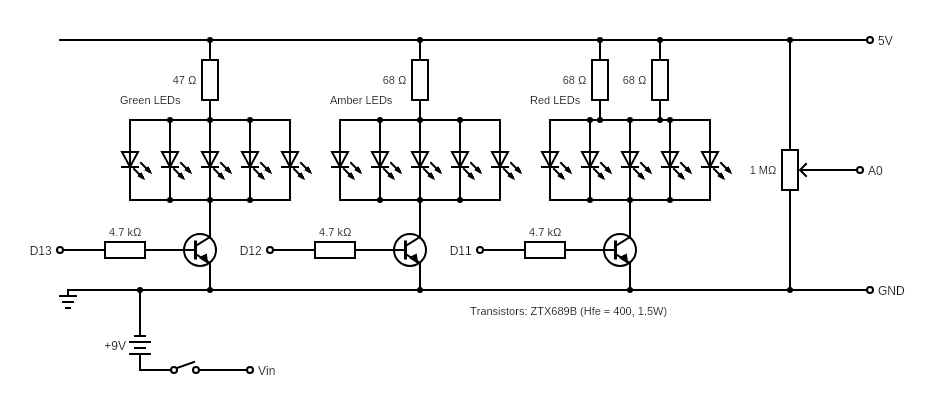 5V
47 Ω
68 Ω
68 Ω
68 Ω
Green LEDs
Amber LEDs
Red LEDs
1 MΩ
A0
4.7 kΩ
4.7 kΩ
4.7 kΩ
D13
D12
D11
GND
Transistors: ZTX689B (Hfe = 400, 1.5W)
+9V
Vin